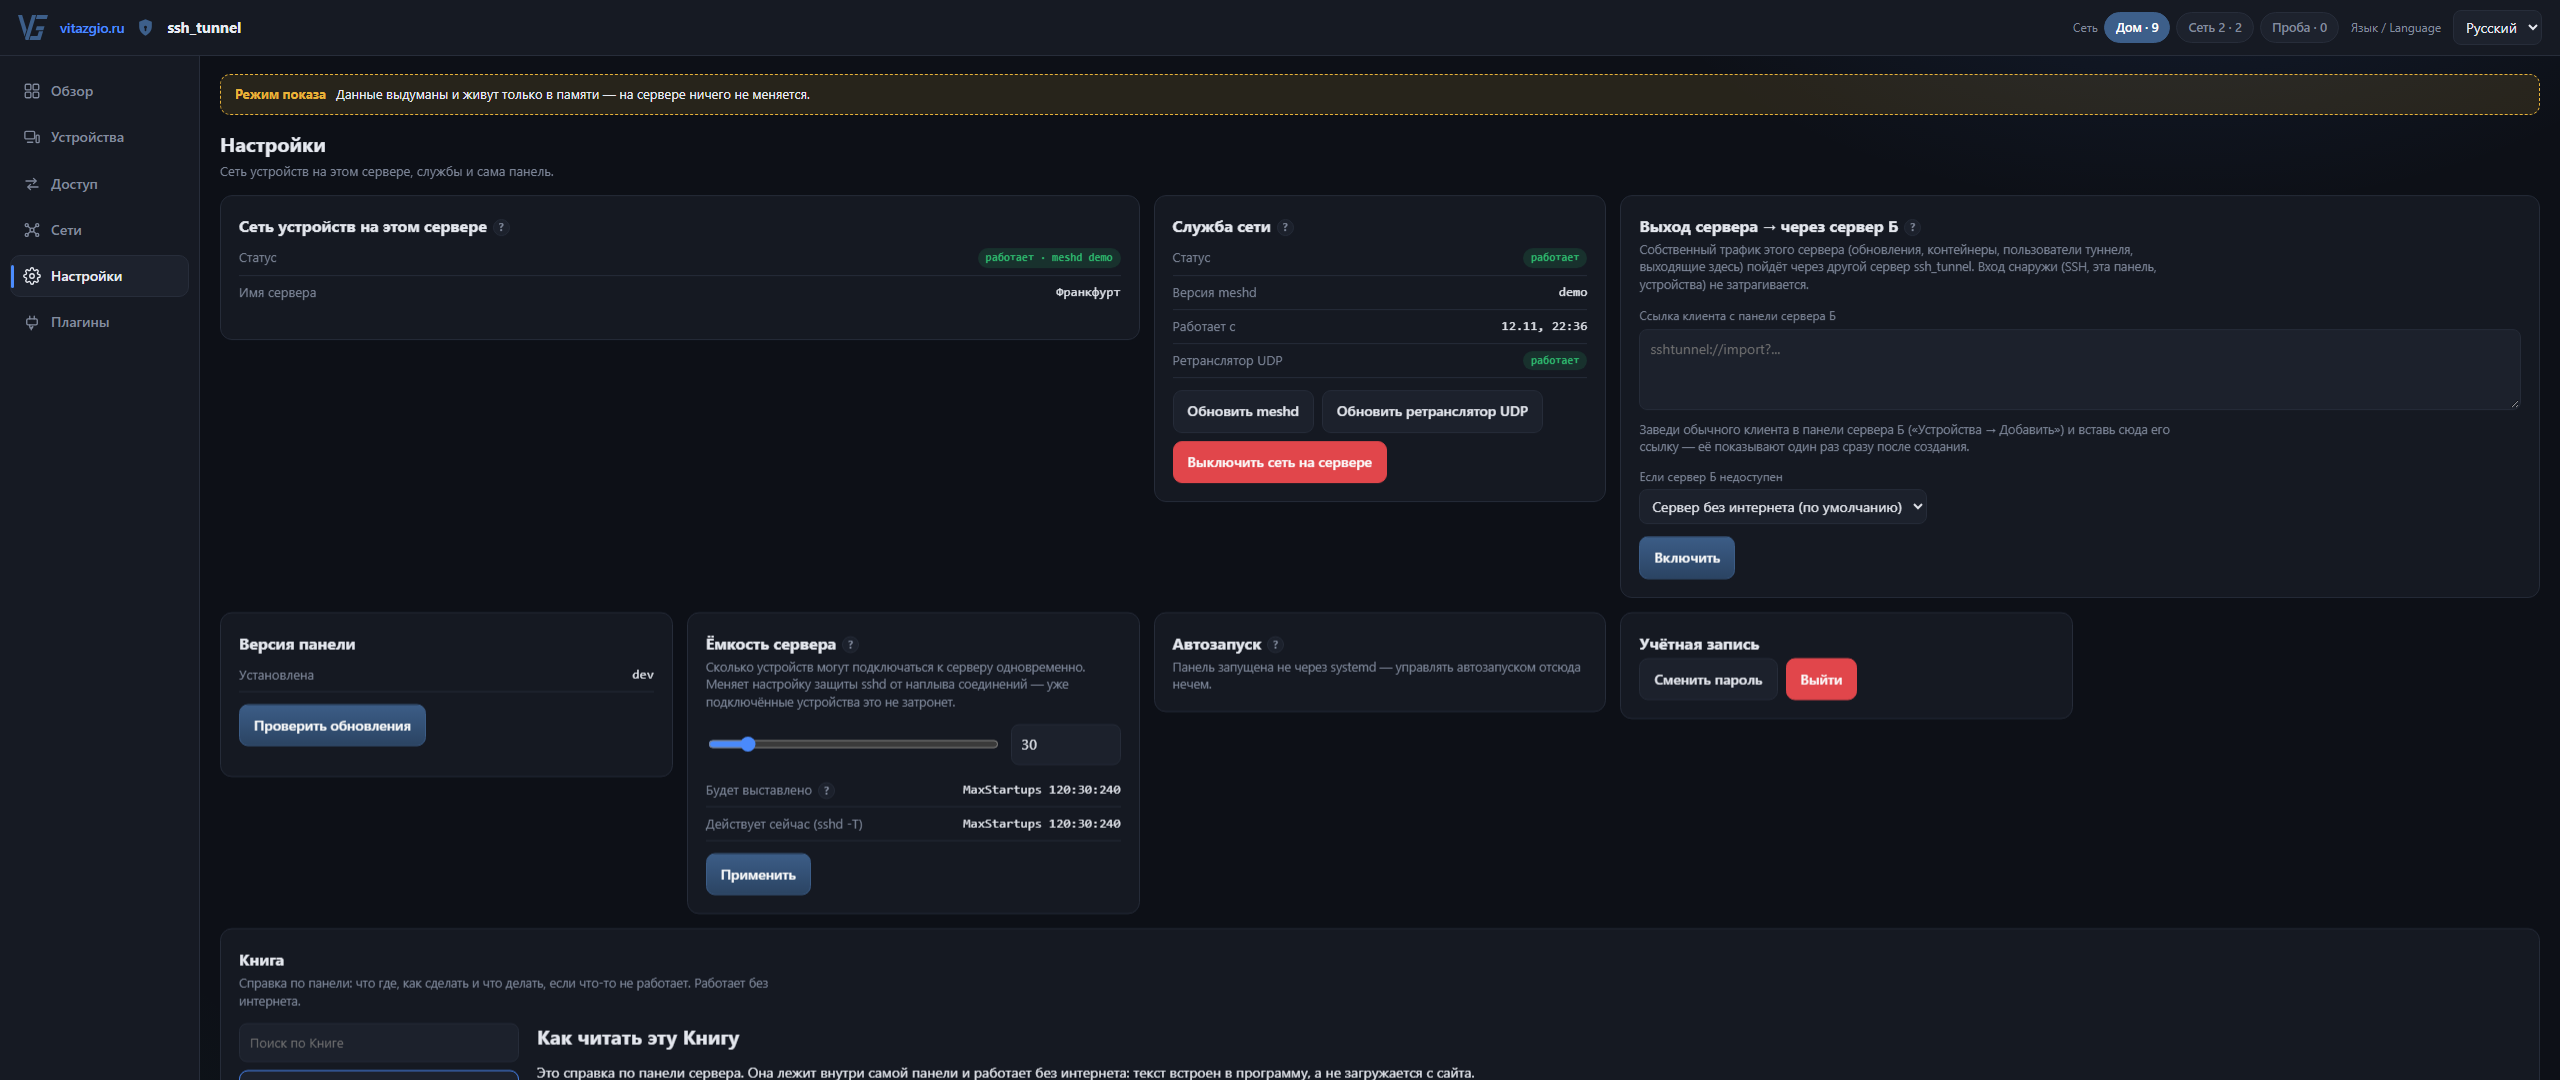 vitazgio.ru
ssh_tunnel
Сеть
Дом · 9
Сеть 2 · 2
Проба · 0
Язык / Language
Русский
Обзор
Устройства
Доступ
Сети
Настройки
Плагины
Режим показа Данные выдуманы и живут только в памяти — на сервере ничего не меняется.
Настройки
Сеть устройств на этом сервере, службы и сама панель.
Сеть устройств на этом сервере ?
Статус работает · meshd demo
Имя сервера Франкфурт
Служба сети ?
Статус работает
Версия meshd demo
Работает с 12.11, 22:36
Ретранслятор UDP работает
Обновить meshd
Обновить ретранслятор UDP
Выключить сеть на сервере
Выход сервера → через сервер Б ?
Собственный трафик этого сервера (обновления, контейнеры, пользователи туннеля,
выходящие здесь) пойдёт через другой сервер ssh_tunnel. Вход снаружи (SSH, эта панель,
устройства) не затрагивается.
Ссылка клиента с панели сервера Б
sshtunnel://import?...
Заведи обычного клиента в панели сервера Б («Устройства → Добавить») и вставь сюда его
ссылку — её показывают один раз сразу после создания.
Если сервер Б недоступен
Сервер без интернета (по умолчанию)
Включить
Версия панели
Установлена dev
Проверить обновления
Ёмкость сервера ?
Сколько устройств могут подключаться к серверу одновременно.
Меняет настройку защиты sshd от наплыва соединений — уже
подключённые устройства это не затронет.
30
Будет выставлено ? MaxStartups 120:30:240
Действует сейчас (sshd -T) MaxStartups 120:30:240
Применить
Автозапуск ?
Панель запущена не через systemd — управлять автозапуском отсюда
нечем.
Учётная запись
Сменить пароль
Выйти
Книга
Справка по панели: что где, как сделать и что делать, если что-то не работает. Работает без
интернета.
Поиск по Книге
Как читать эту Книгу
Это справка по панели сервера. Она лежит внутри самой панели и работает без интернета: текст встроен в программу, а не загружается с сайта.